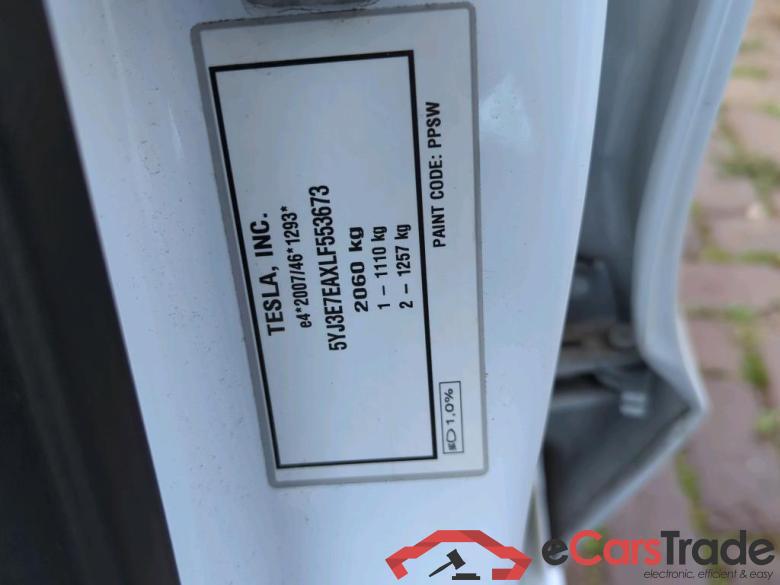 TESLA, INC.
e4*2007/46*1293*
5YJ3E7EAXLF553673
2060 kg
1 – 1110 kg
2 – 1257 kg
PAINT CODE: PPSW
1,0%
eCarsTrade
electronic, efficient & easy